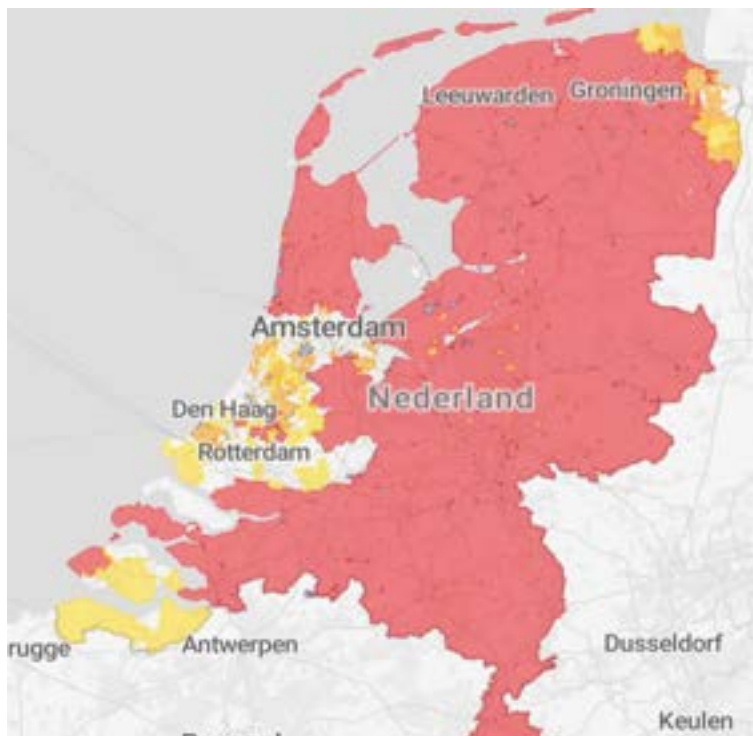 Leeuwarden
Groningen
Amsterdam
Nederland
Den Haag
Rotterdam
rugge
Antwerpen
Dusseldorf
Keulen